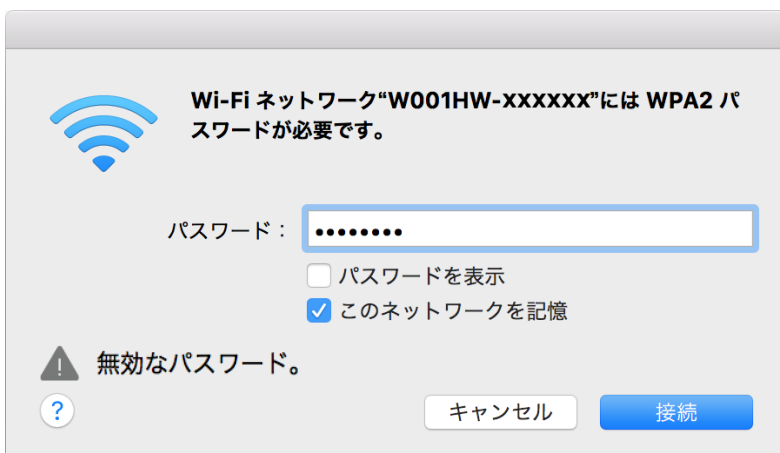 Wi-Fi ネットワーク“W001HW-xxxxxx”には WPA2 パ
スワードが必要です。
パスワード：
••••••••
パスワードを表示
このネットワークを記憶
無効なパスワード。
?
キャンセル
接続